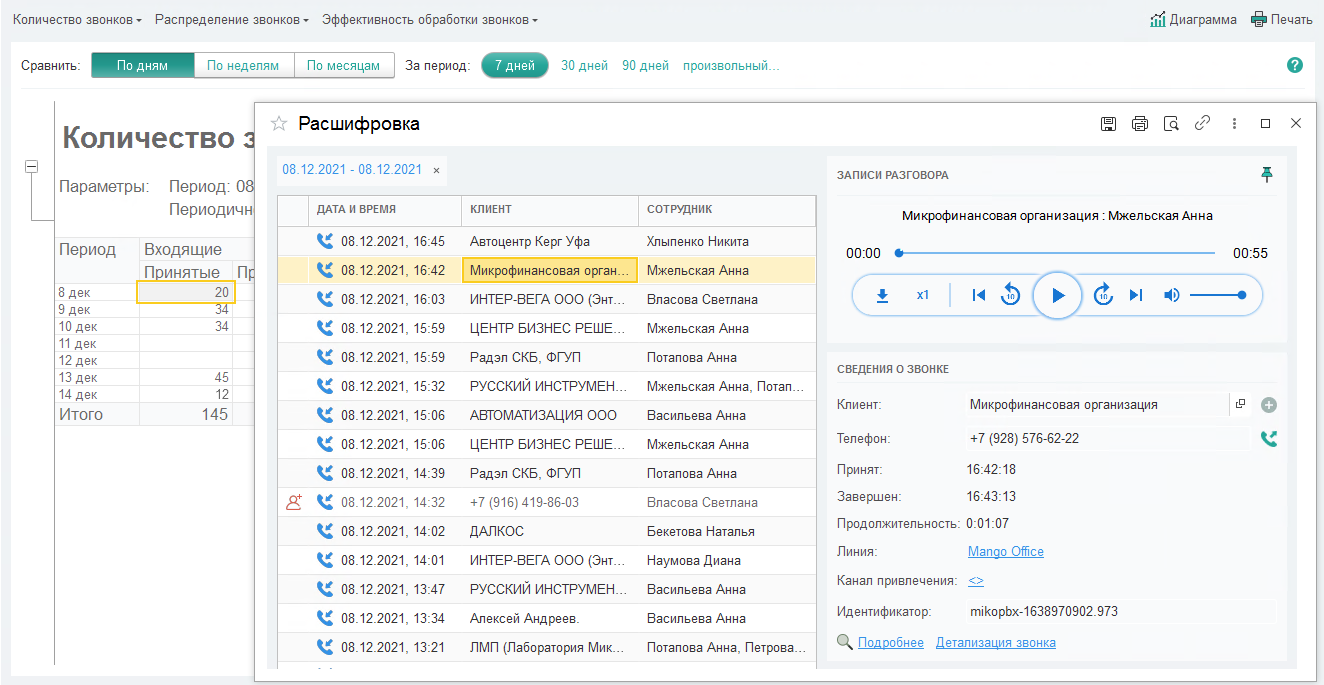 Количество звонков Распределение звонков Эффективность обработки звонков Диаграмма Печать
Сравнить: По дням По неделям По месяцам За период: 7 дней 30 дней 90 дней произвольный... ?
Количество з
Параметры: Период: 08
Периодичн
Период Входящие
Принятые Пр
8 дек 20
9 дек 34
10 дек 34
11 дек
12 дек
13 дек 45
14 дек 12
Итого 145
Расшифровка
08.12.2021 - 08.12.2021 ×
ДАТА И ВРЕМЯ КЛИЕНТ СОТРУДНИК
08.12.2021, 16:45 Автоцентр Керг Уфа Хлыпенко Никита
08.12.2021, 16:42 Микрофинансовая орган... Мжельская Анна
08.12.2021, 16:03 ИНТЕР-ВЕГА ООО (Энт... Власова Светлана
08.12.2021, 15:59 ЦЕНТР БИЗНЕС РЕШЕ... Мжельская Анна
08.12.2021, 15:59 Радэл СКБ, ФГУП Потапова Анна
08.12.2021, 15:32 РУССКИЙ ИНСТРУМЕН... Мжельская Анна, Потап...
08.12.2021, 15:06 АВТОМАТИЗАЦИЯ ООО Васильева Анна
08.12.2021, 15:06 ЦЕНТР БИЗНЕС РЕШЕ... Мжельская Анна
08.12.2021, 14:39 Радэл СКБ, ФГУП Потапова Анна
08.12.2021, 14:32 +7 (916) 419-86-03 Власова Светлана
08.12.2021, 14:02 ДАЛКОС Бекетова Наталья
08.12.2021, 14:01 ИНТЕР-ВЕГА ООО (Энт... Наумова Диана
08.12.2021, 13:47 РУССКИЙ ИНСТРУМЕН... Васильева Анна
08.12.2021, 13:34 Алексей Андреев. Васильева Анна
08.12.2021, 13:21 ЛМП (Лаборатория Мик... Потапова Анна, Петрова...
ЗАПИСИ РАЗГОВОРА
Микрофинансовая организация : Мжельская Анна
00:00 00:55
x1 10 10
СВЕДЕНИЯ О ЗВОНКЕ
Клиент: Микрофинансовая организация
Телефон: +7 (928) 576-62-22
Принят: 16:42:18
Завершен: 16:43:13
Продолжительность: 0:01:07
Линия: Mango Office
Канал привлечения: <>
Идентификатор: mikopbx-1638970902.973
Подробнее Детализация звонка